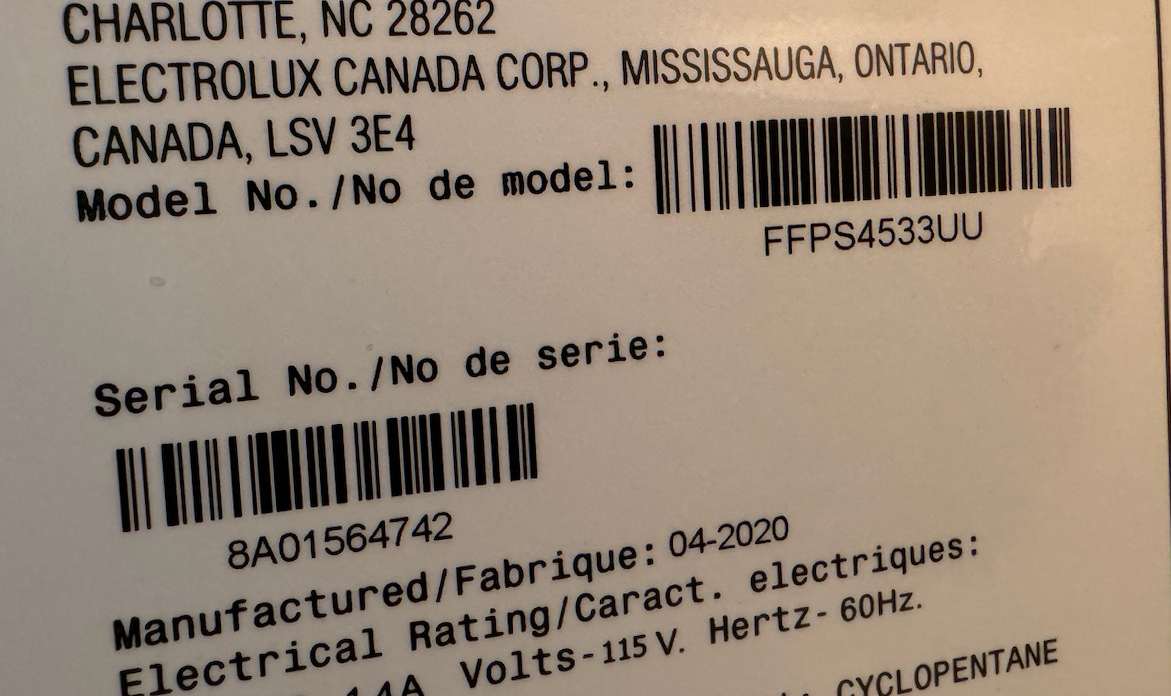 CHARLOTTE, NC 28262
ELECTROLUX CANADA CORP., MISSISSAUGA, ONTARIO,
CANADA, LSV 3E4
Model No./No de model:
FFPS4533UU
Serial No./No de serie:
8A01564742
Manufactured/Fabrique: 04-2020
Electrical Rating/Caract. electriques:
Volts-115 V. Hertz- 60Hz.
CYCLOPENTANE